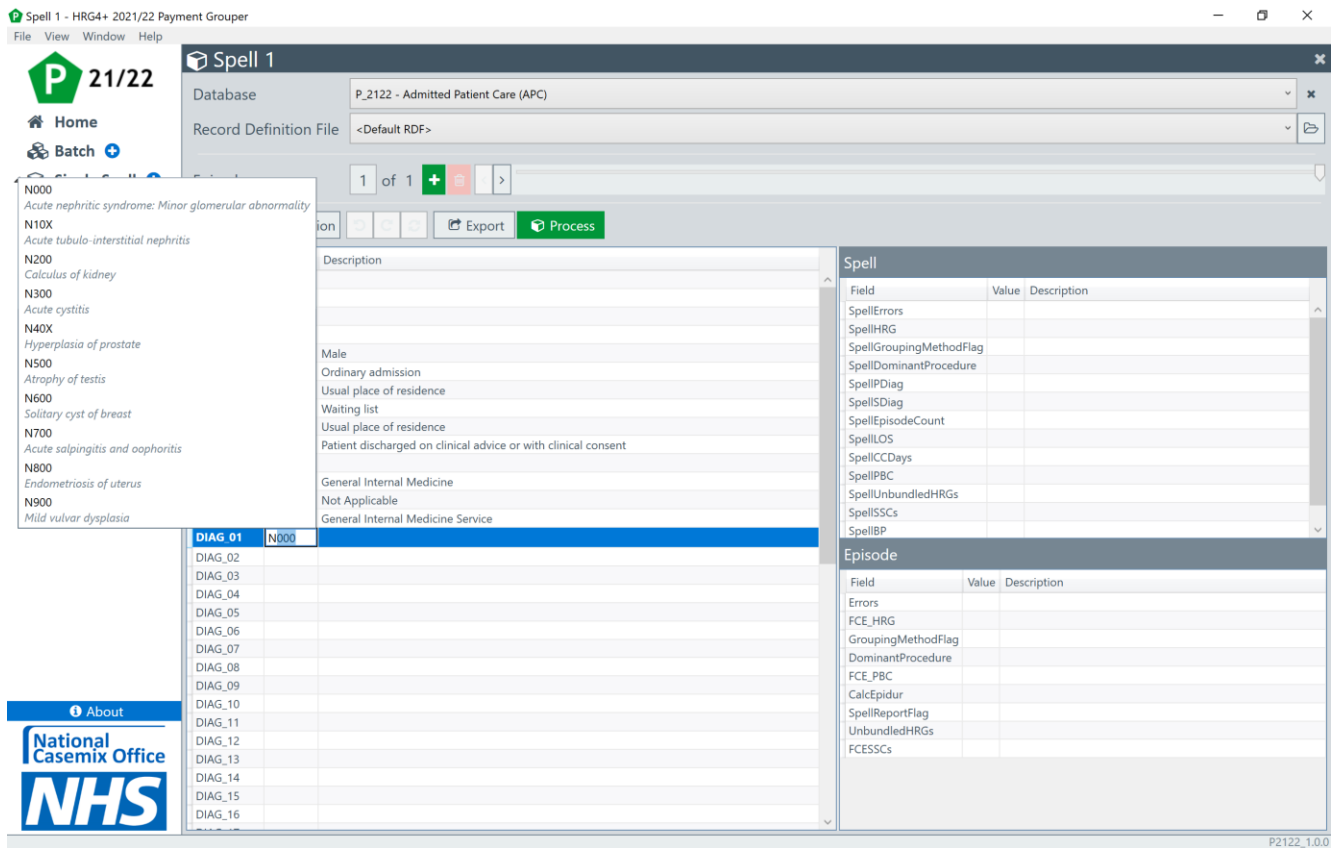 Spell 1 - HRG4+ 2021/22 Payment Grouper
File View Window Help
P 21/22
Home
Batch
Spell 1
Database P_2122 - Admitted Patient Care (APC)
Record Definition File <Default RDF>
1 of 1
ion Export Process
N000
Acute nephritic syndrome: Minor glomerular abnormality
N10X
Acute tubulo-interstitial nephritis
N200
Calculus of kidney
N300
Acute cystitis
N40X
Hyperplasia of prostate
N500
Atrophy of testis
N600
Solitary cyst of breast
N700
Acute salpingitis and oophoritis
N800
Endometriosis of uterus
N900
Mild vulvar dysplasia
Description
Male
Ordinary admission
Usual place of residence
Waiting list
Usual place of residence
Patient discharged on clinical advice or with clinical consent
General Internal Medicine
Not Applicable
General Internal Medicine Service
DIAG_01 N000
DIAG_02
DIAG_03
DIAG_04
DIAG_05
DIAG_06
DIAG_07
DIAG_08
DIAG_09
DIAG_10
DIAG_11
DIAG_12
DIAG_13
DIAG_14
DIAG_15
DIAG_16
Spell
Field Value Description
SpellErrors
SpellHRG
SpellGroupingMethodFlag
SpellDominantProcedure
SpellPDiag
SpellSDiag
SpellEpisodeCount
SpellLOS
SpellCCDays
SpellPBC
SpellUnbundledHRGs
SpellSSCs
SpellBP
Episode
Field Value Description
Errors
FCE_HRG
GroupingMethodFlag
DominantProcedure
FCE_PBC
CalcEpidur
SpellReportFlag
UnbundledHRGs
FCESSCs
About
National
Casemix Office
NHS
P2122_1.0.0